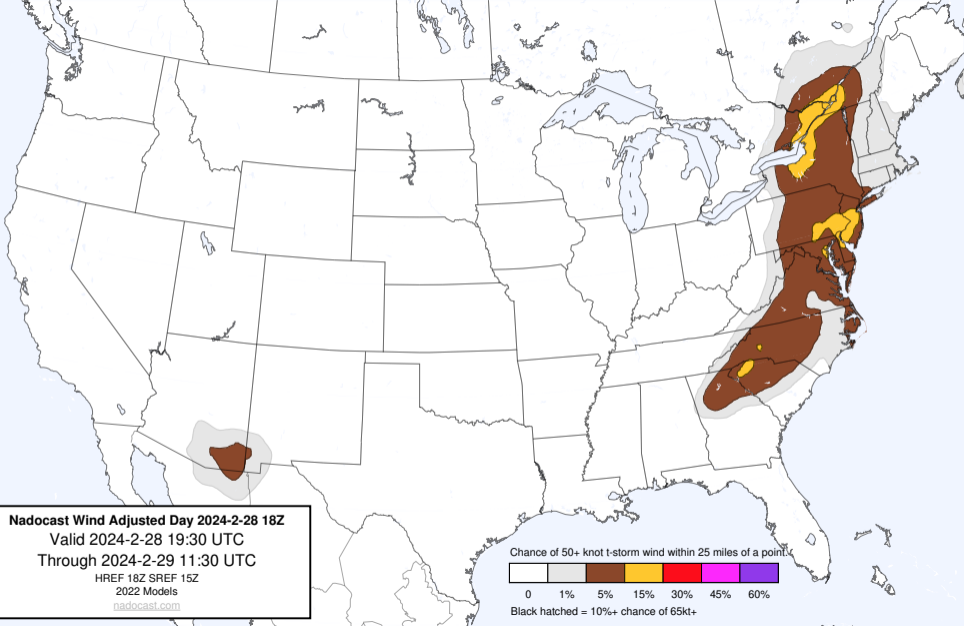 Nadocast Wind Adjusted Day 2024-2-28 18Z
Valid 2024-2-28 19:30 UTC
Through 2024-2-29 11:30 UTC
HREF 18Z SREF 15Z
2022 Models
nadocast.com
Chance of 50+ knot t-storm wind within 25 miles of a point.
0 1% 5% 15% 30% 45% 60%
Black hatched = 10%+ chance of 65kt+